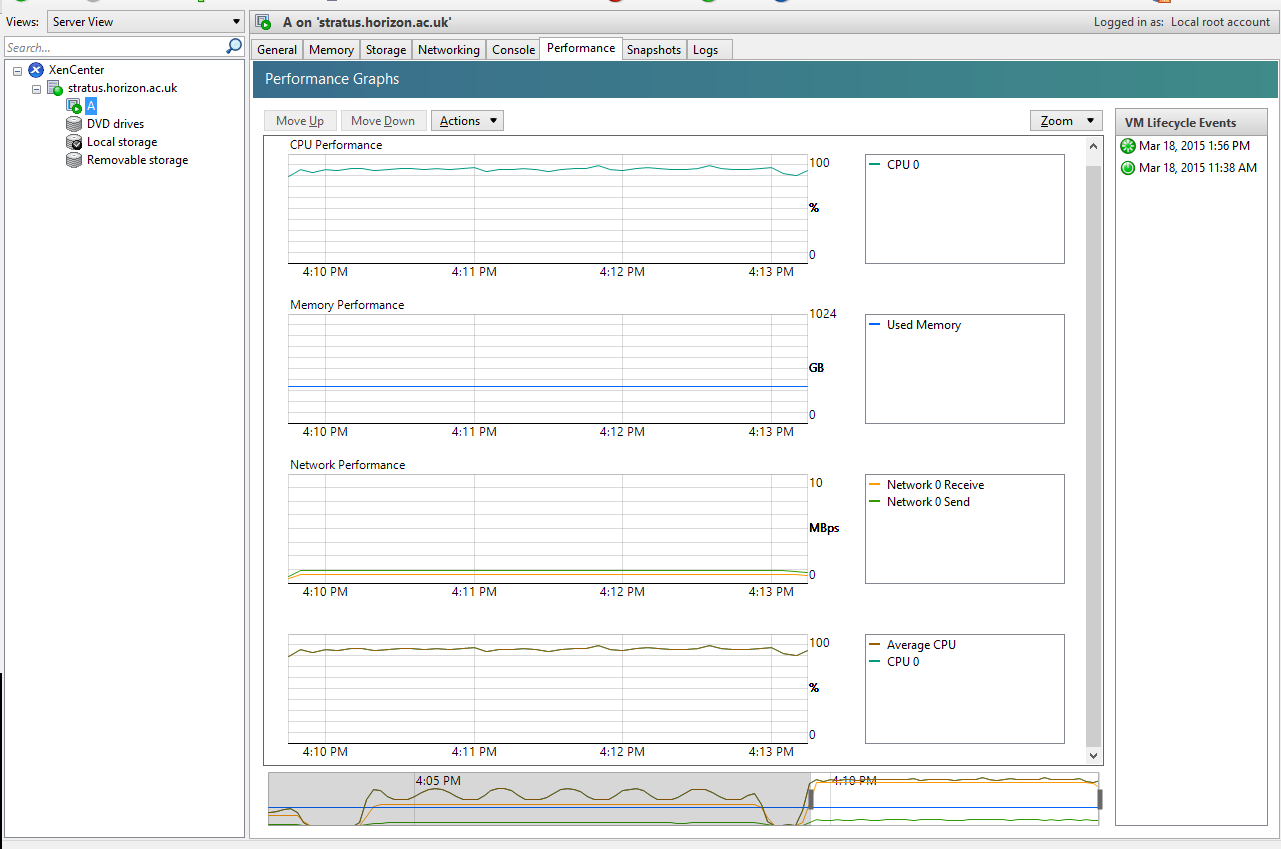 Views: Server View
A on 'stratus.horizon.ac.uk'
Logged in as: Local root account
Search...
General Memory Storage Networking Console Performance Snapshots Logs
XenCenter
stratus.horizon.ac.uk
A
DVD drives
Local storage
Removable storage
Performance Graphs
Move Up Move Down Actions Zoom
CPU Performance
100
%
0
4:10 PM 4:11 PM 4:12 PM 4:13 PM
CPU 0
Memory Performance
1024
GB
0
4:10 PM 4:11 PM 4:12 PM 4:13 PM
Used Memory
Network Performance
10
MBps
0
4:10 PM 4:11 PM 4:12 PM 4:13 PM
Network 0 Receive
Network 0 Send
100
%
0
4:10 PM 4:11 PM 4:12 PM 4:13 PM
Average CPU
CPU 0
4:05 PM 4:10 PM
VM Lifecycle Events
Mar 18, 2015 1:56 PM
Mar 18, 2015 11:38 AM